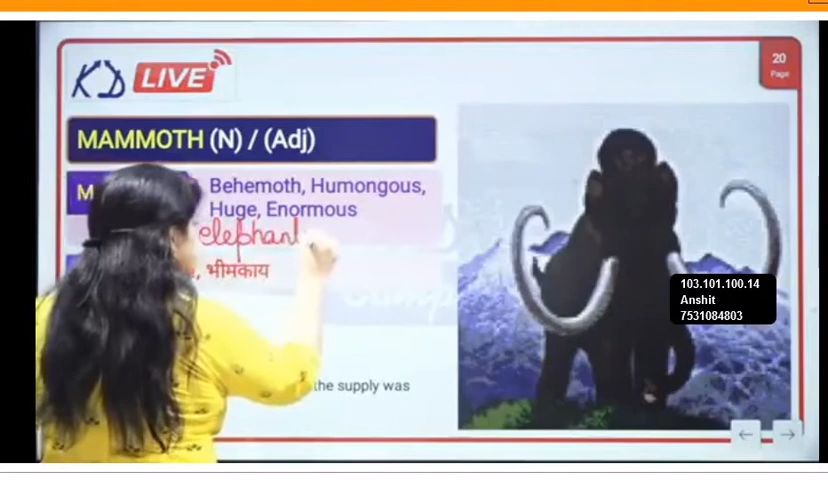 20
Page
KD LIVE
MAMMOTH (N) / (Adj)
M
Behemoth, Humongous,
Huge, Enormous
elephant
, भीमकाय
103.101.100.14
Anshit
7531084803
the supply was